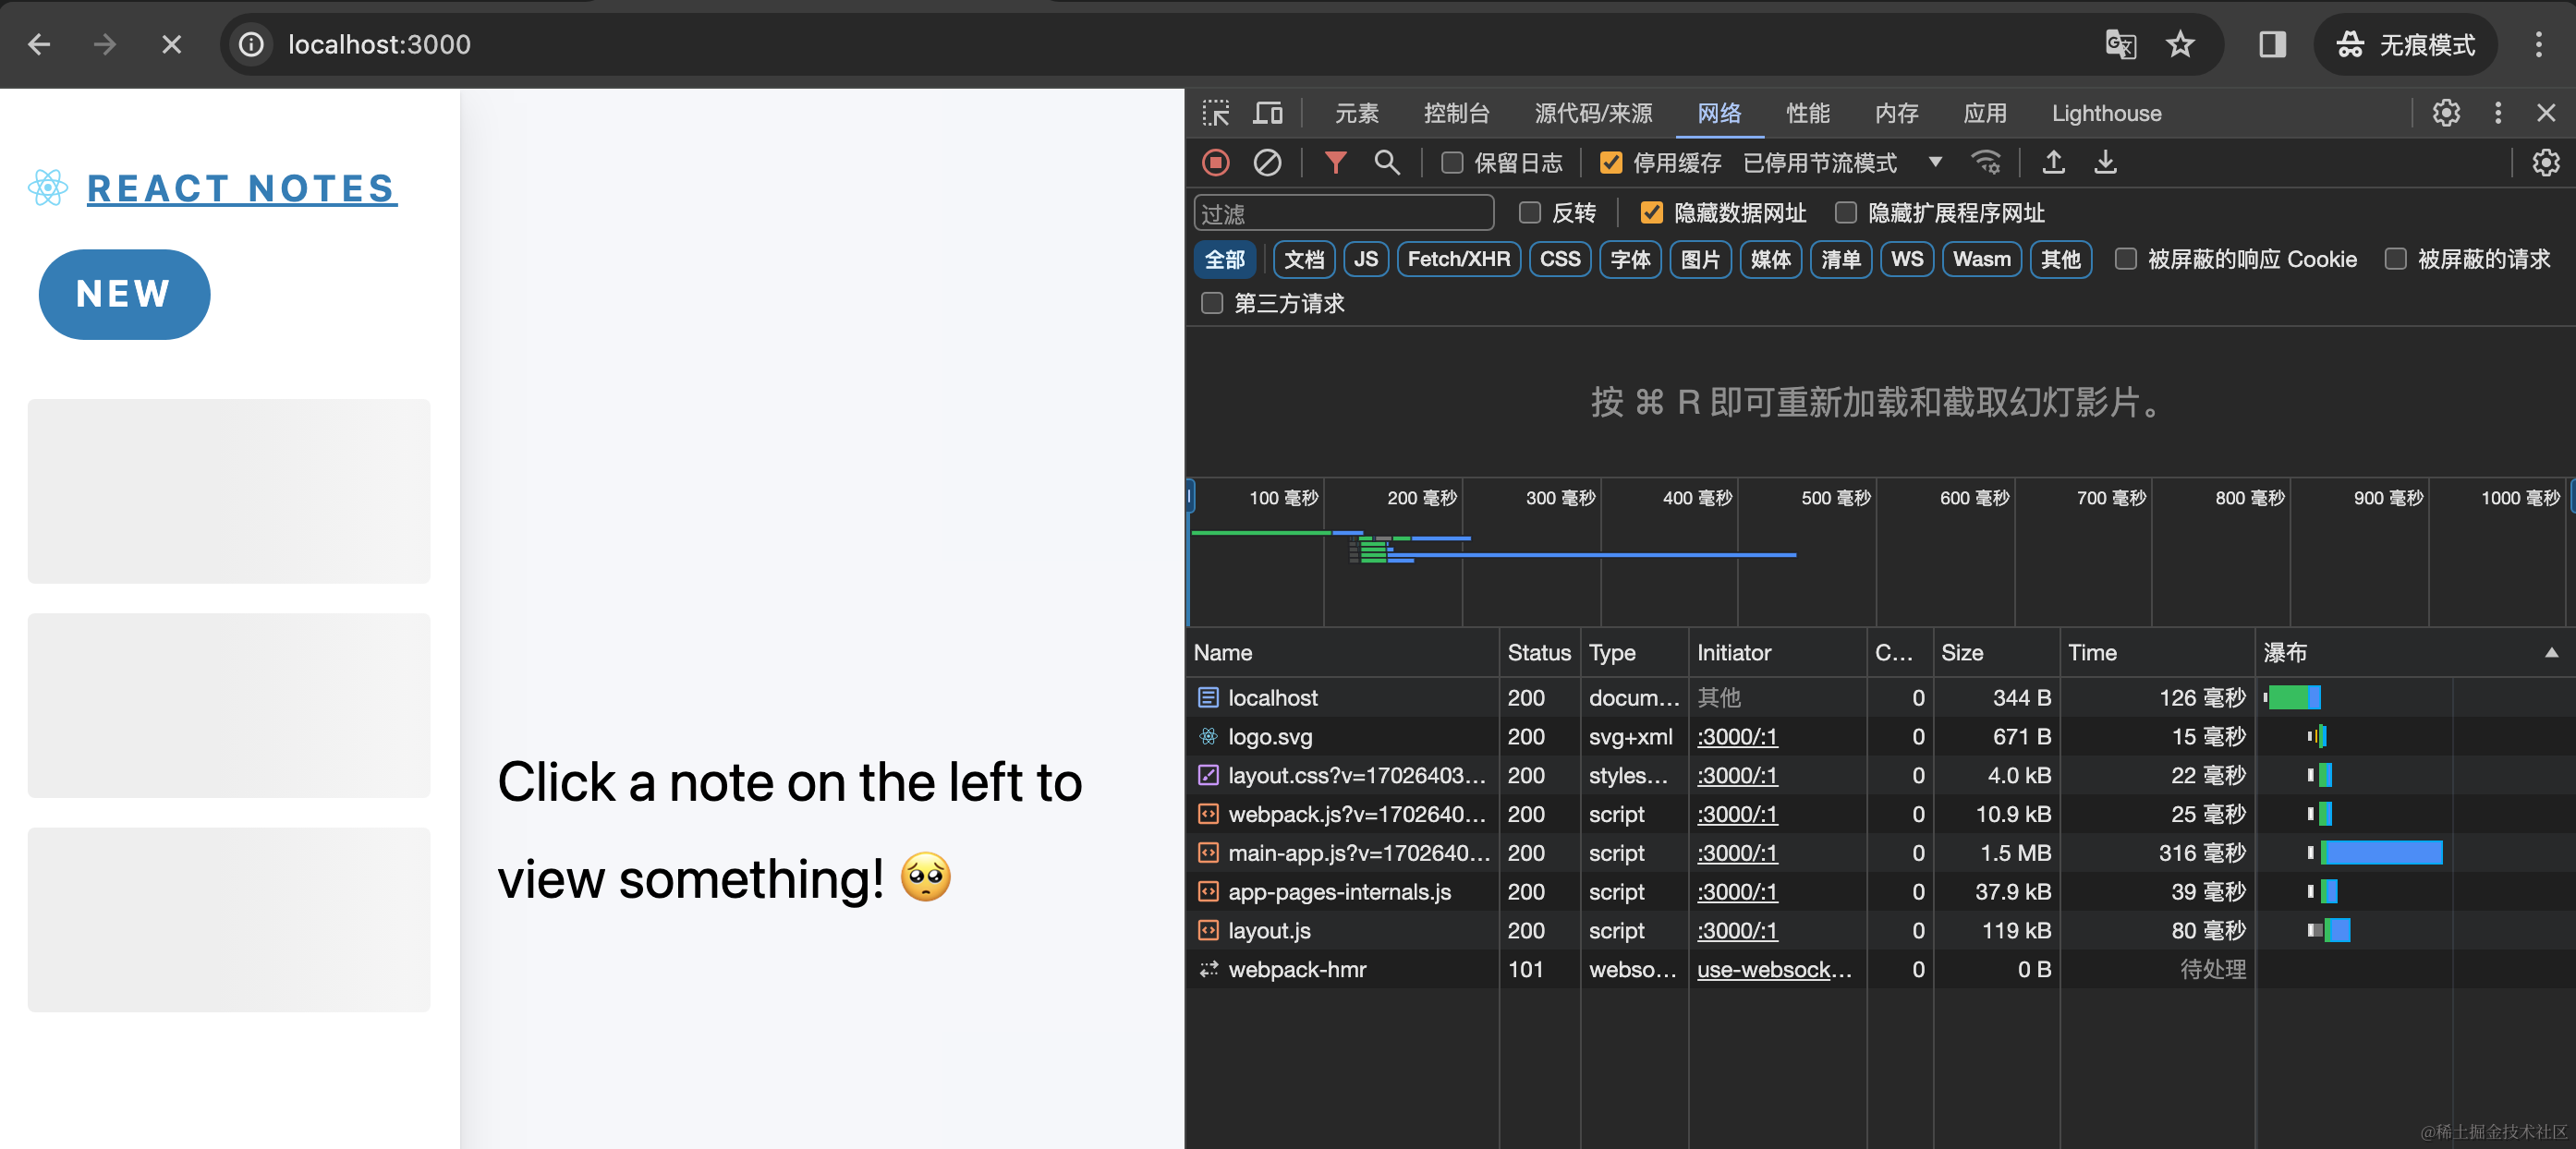 localhost:3000
无痕模式
REACT NOTES
NEW
Click a note on the left to
view something! 🥺
元素 控制台 源代码/来源 网络 性能 内存 应用 Lighthouse
保留日志 停用缓存 已停用节流模式
过滤 反转 隐藏数据网址 隐藏扩展程序网址
全部 文档 JS Fetch/XHR CSS 字体 图片 媒体 清单 WS Wasm 其他 被屏蔽的响应 Cookie 被屏蔽的请求
第三方请求
按 ⌘ R 即可重新加载和截取幻灯影片。
100 毫秒 200 毫秒 300 毫秒 400 毫秒 500 毫秒 600 毫秒 700 毫秒 800 毫秒 900 毫秒 1000 毫秒
Name Status Type Initiator C... Size Time 瀑布
localhost 200 docum... 其他 0 344 B 126 毫秒
logo.svg 200 svg+xml :3000/:1 0 671 B 15 毫秒
layout.css?v=17026403... 200 styles... :3000/:1 0 4.0 kB 22 毫秒
webpack.js?v=1702640... 200 script :3000/:1 0 10.9 kB 25 毫秒
main-app.js?v=1702640... 200 script :3000/:1 0 1.5 MB 316 毫秒
app-pages-internals.js 200 script :3000/:1 0 37.9 kB 39 毫秒
layout.js 200 script :3000/:1 0 119 kB 80 毫秒
webpack-hmr 101 webso... use-websock... 0 0 B 待处理
@稀土掘金技术社区